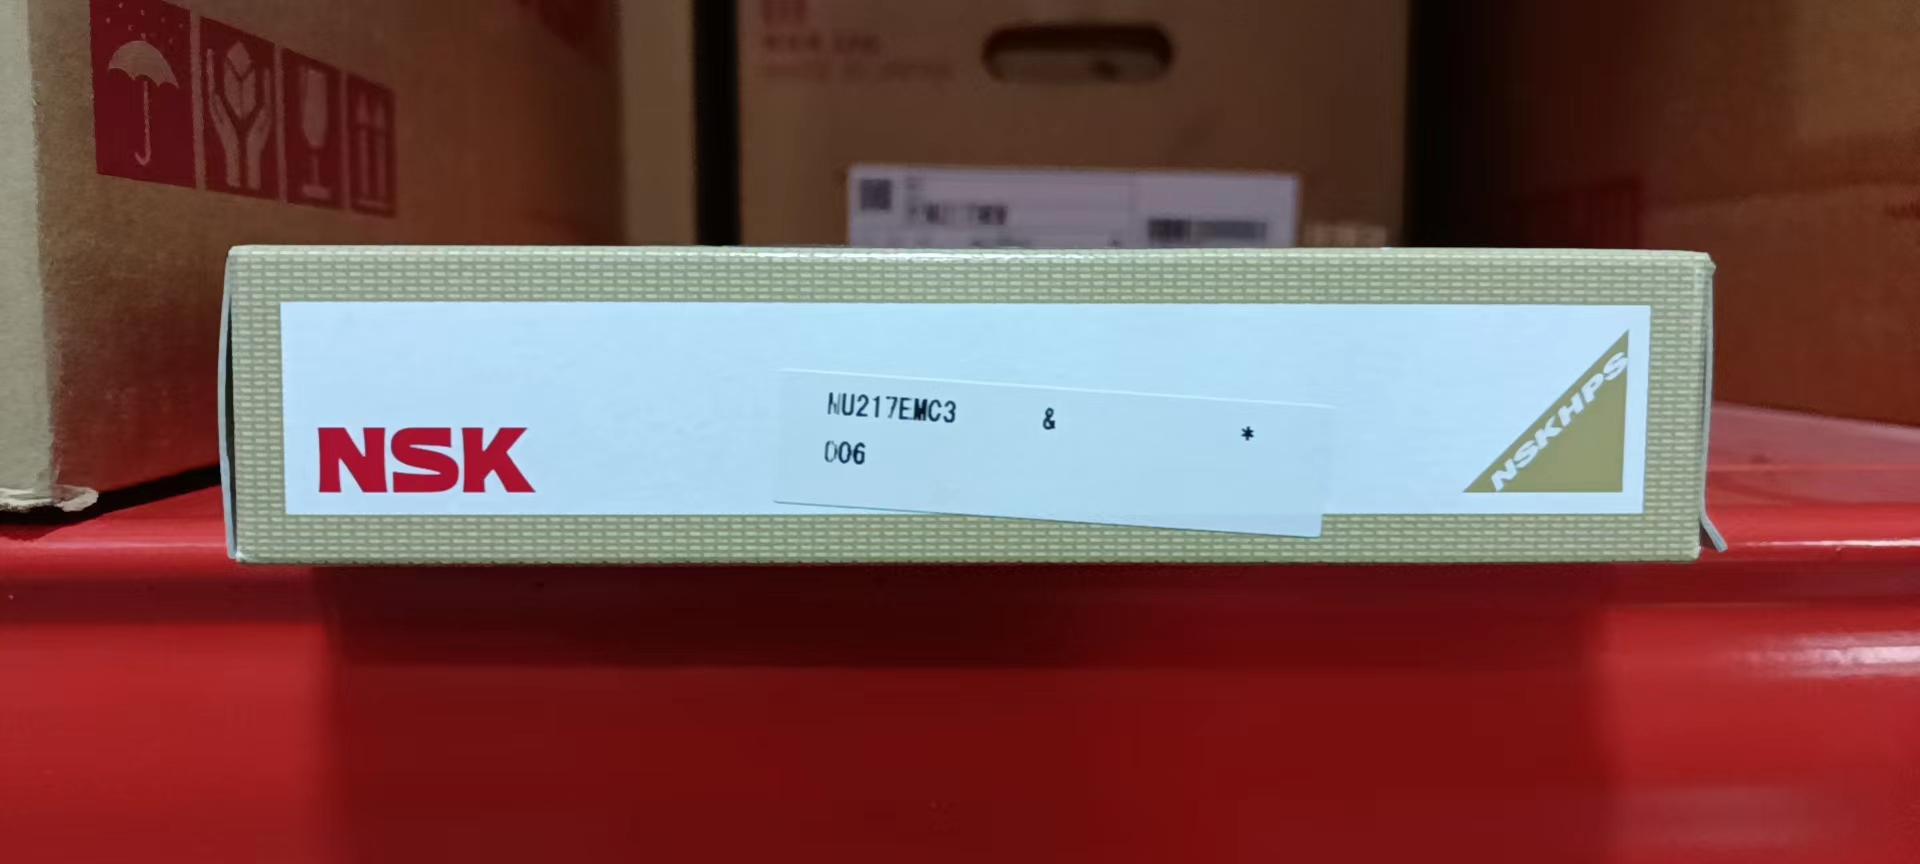 NSK
NU217EMC3 & *
006
NSKHPS